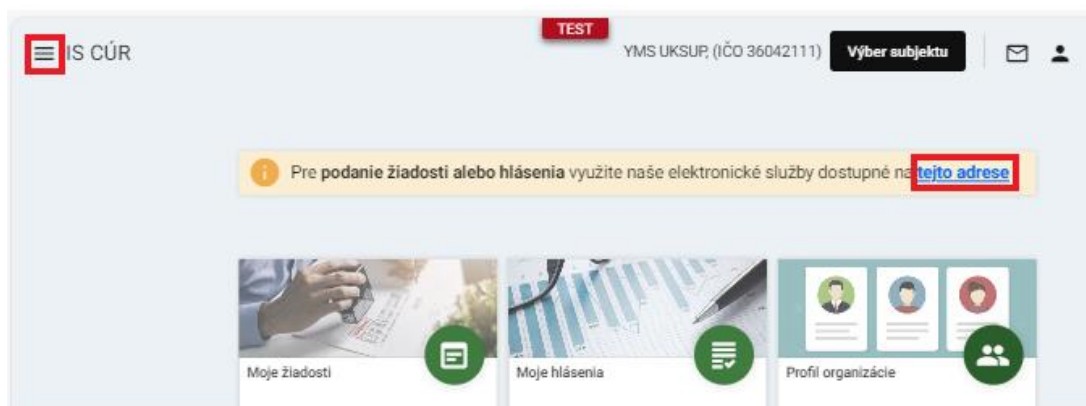 TEST
IS CÚR
YMS UKSUP, (IČO 36042111) Výber subjektu
Pre podanie žiadosti alebo hlásenia využite naše elektronické služby dostupné na tejto adrese
Moje žiadosti
Moje hlásenia
Profil organizácie